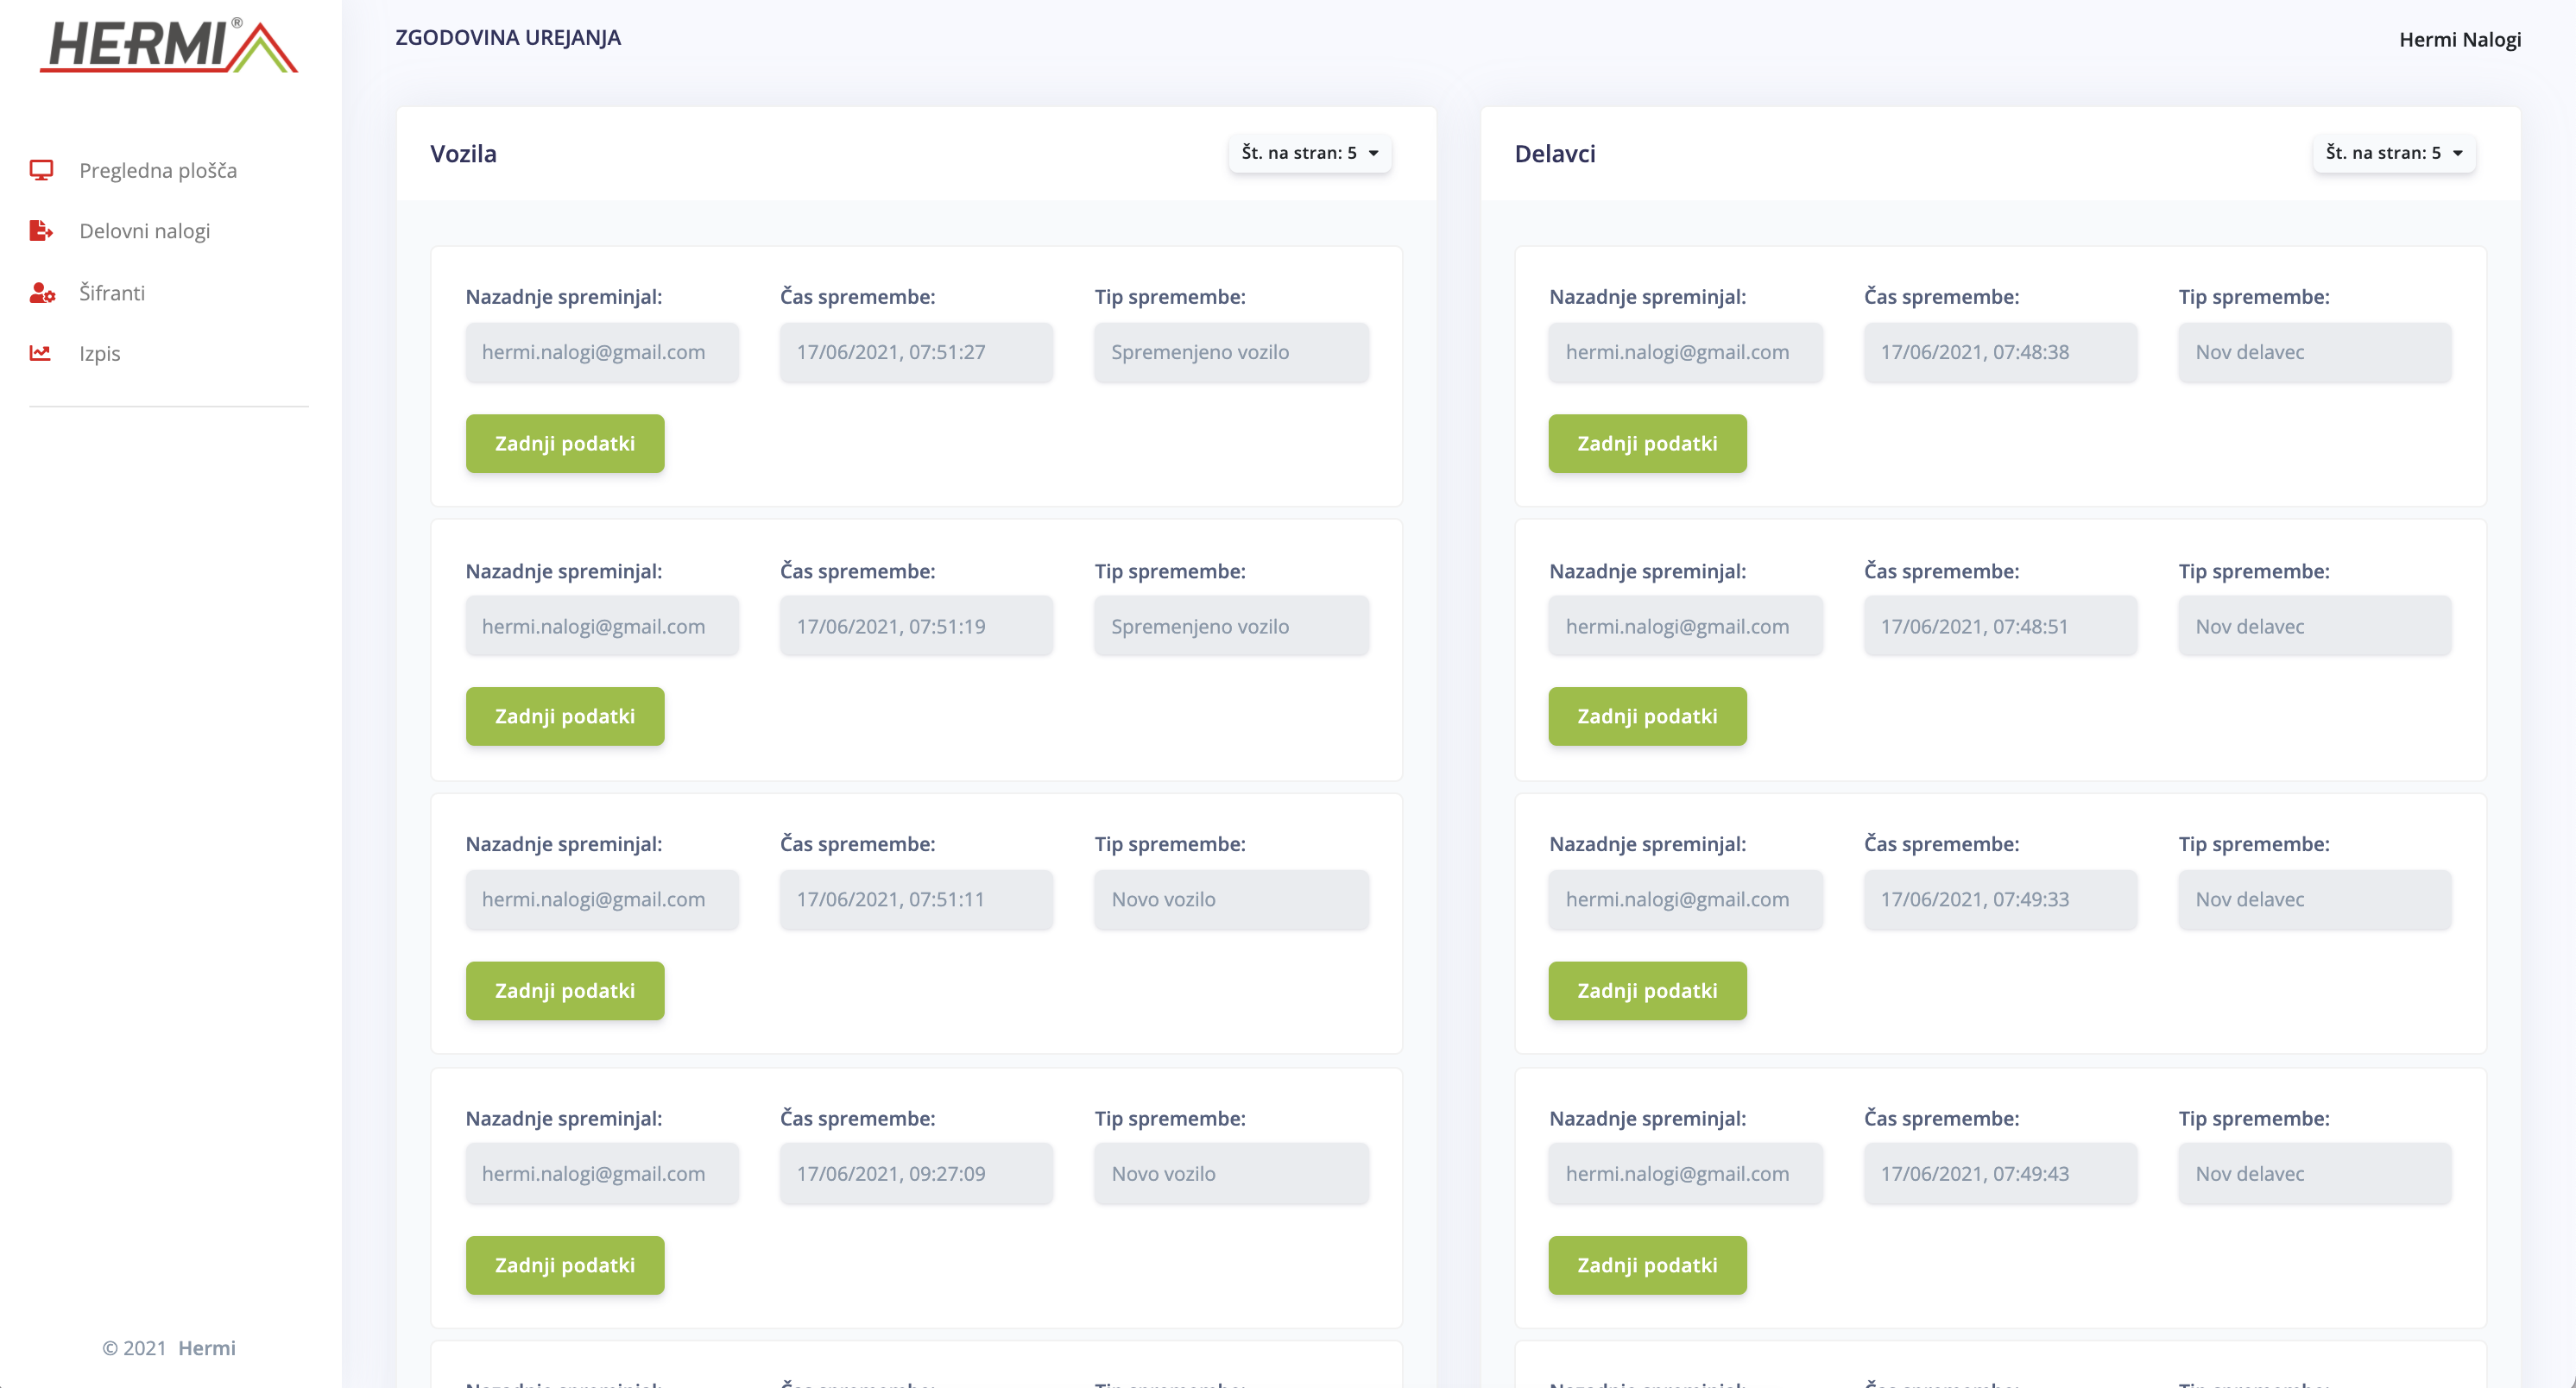 HERMI®
Pregledna plošča
Delovni nalogi
Šifranti
Izpis
© 2021 Hermi
ZGODOVINA UREJANJA
Hermi Nalogi
Vozila
Št. na stran: 5
Nazadnje spreminjal: Čas spremembe: Tip spremembe:
hermi.nalogi@gmail.com 17/06/2021, 07:51:27 Spremenjeno vozilo
Zadnji podatki
Nazadnje spreminjal: Čas spremembe: Tip spremembe:
hermi.nalogi@gmail.com 17/06/2021, 07:51:19 Spremenjeno vozilo
Zadnji podatki
Nazadnje spreminjal: Čas spremembe: Tip spremembe:
hermi.nalogi@gmail.com 17/06/2021, 07:51:11 Novo vozilo
Zadnji podatki
Nazadnje spreminjal: Čas spremembe: Tip spremembe:
hermi.nalogi@gmail.com 17/06/2021, 09:27:09 Novo vozilo
Zadnji podatki
Delavci
Št. na stran: 5
Nazadnje spreminjal: Čas spremembe: Tip spremembe:
hermi.nalogi@gmail.com 17/06/2021, 07:48:38 Nov delavec
Zadnji podatki
Nazadnje spreminjal: Čas spremembe: Tip spremembe:
hermi.nalogi@gmail.com 17/06/2021, 07:48:51 Nov delavec
Zadnji podatki
Nazadnje spreminjal: Čas spremembe: Tip spremembe:
hermi.nalogi@gmail.com 17/06/2021, 07:49:33 Nov delavec
Zadnji podatki
Nazadnje spreminjal: Čas spremembe: Tip spremembe:
hermi.nalogi@gmail.com 17/06/2021, 07:49:43 Nov delavec
Zadnji podatki